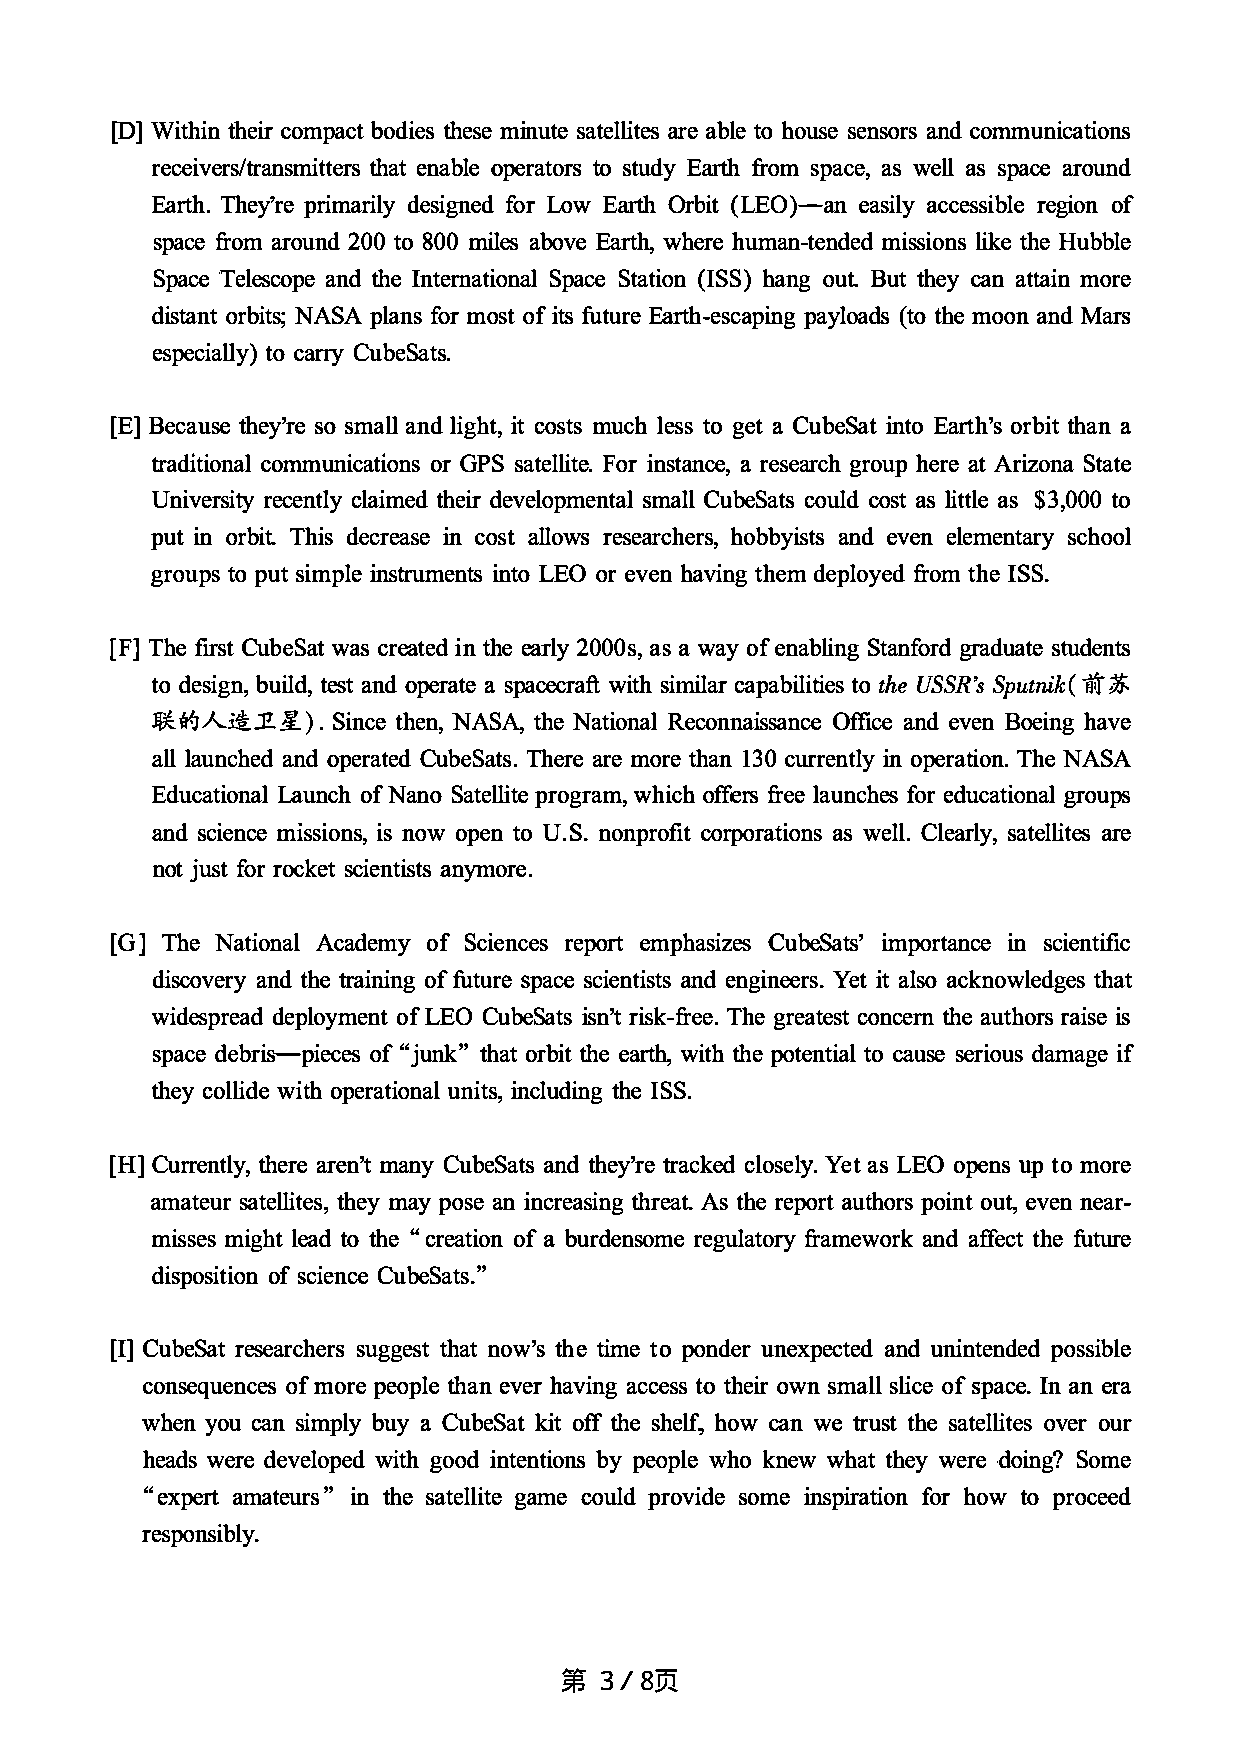 [D] Within their compact bodies these minute satellites are able to house sensors and communications
receivers/transmitters that enable operators to study Earth from space, as well as space around
Earth. They’re primarily designed for Low Earth Orbit (LEO)—an easily accessible region of
space from around 200 to 800 miles above Earth, where human-tended missions like the Hubble
Space Telescope and the International Space Station (ISS) hang out. But they can attain more
distant orbits; NASA plans for most of its future Earth-escaping payloads (to the moon and Mars
especially) to carry CubeSats.
[E] Because they’re so small and light, it costs much less to get a CubeSat into Earth’s orbit than a
traditional communications or GPS satellite. For instance, a research group here at Arizona State
University recently claimed their developmental small CubeSats could cost as little as $3,000 to
put in orbit. This decrease in cost allows researchers, hobbyists and even elementary school
groups to put simple instruments into LEO or even having them deployed from the ISS.
[F] The first CubeSat was created in the early 2000s, as a way of enabling Stanford graduate students
to design, build, test and operate a spacecraft with similar capabilities to the USSR’s Sputnik(前苏
联的人造卫星). Since then, NASA, the National Reconnaissance Office and even Boeing have
all launched and operated CubeSats. There are more than 130 currently in operation. The NASA
Educational Launch of Nano Satellite program, which offers free launches for educational groups
and science missions, is now open to U.S. nonprofit corporations as well. Clearly, satellites are
not just for rocket scientists anymore.
[G] The National Academy of Sciences report emphasizes CubeSats’ importance in scientific
discovery and the training of future space scientists and engineers. Yet it also acknowledges that
widespread deployment of LEO CubeSats isn’t risk-free. The greatest concern the authors raise is
space debris—pieces of “junk” that orbit the earth, with the potential to cause serious damage if
they collide with operational units, including the ISS.
[H] Currently, there aren’t many CubeSats and they’re tracked closely. Yet as LEO opens up to more
amateur satellites, they may pose an increasing threat. As the report authors point out, even near-
misses might lead to the “creation of a burdensome regulatory framework and affect the future
disposition of science CubeSats.”
[I] CubeSat researchers suggest that now’s the time to ponder unexpected and unintended possible
consequences of more people than ever having access to their own small slice of space. In an era
when you can simply buy a CubeSat kit off the shelf, how can we trust the satellites over our
heads were developed with good intentions by people who knew what they were doing? Some
“expert amateurs” in the satellite game could provide some inspiration for how to proceed
responsibly.
第 3 / 8页